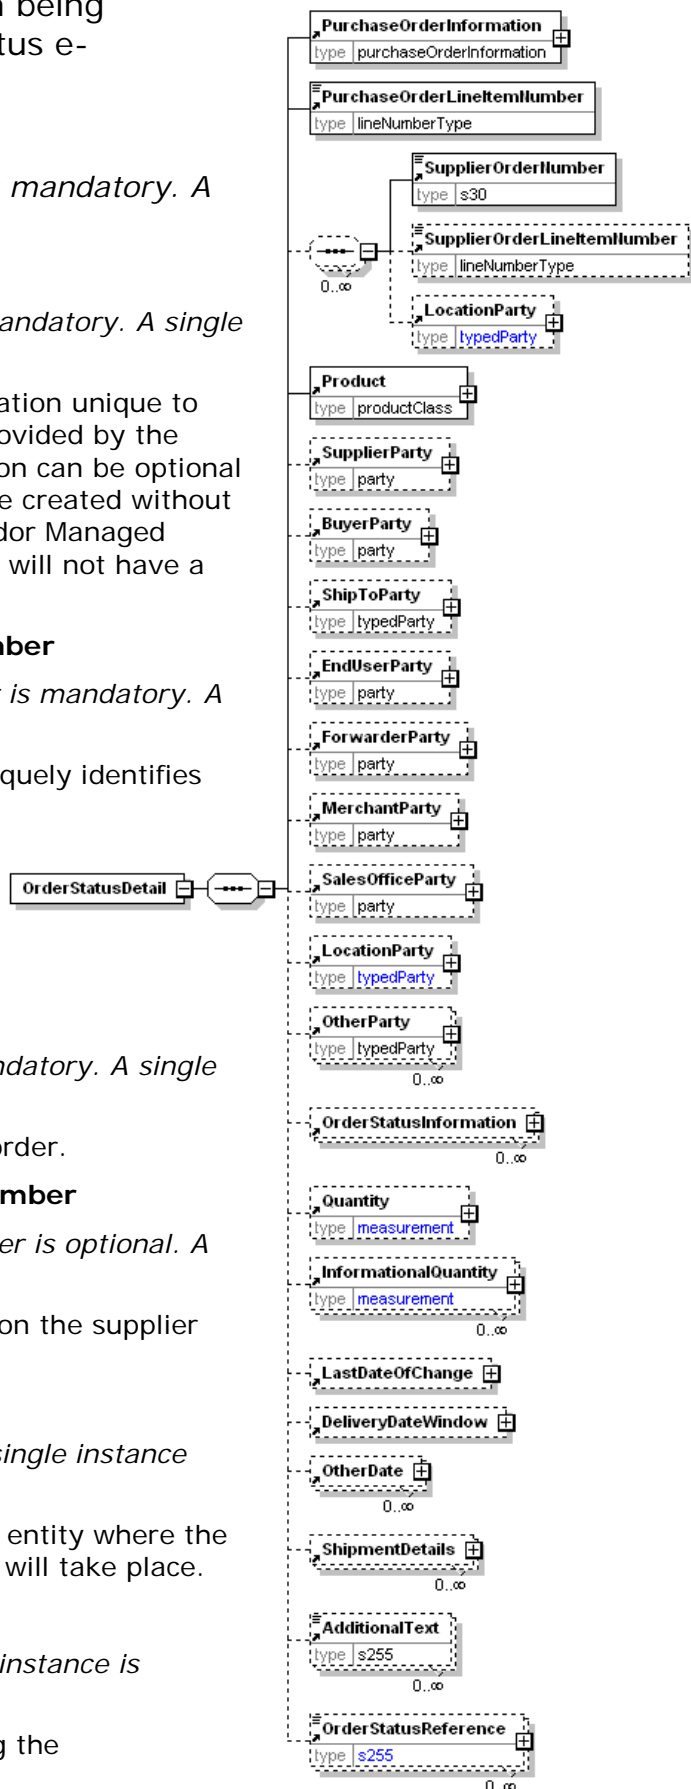 being
tus e-
mandatory. A
andatory. A single
ation unique to
ovided by the
on can be optional
e created without
dor Managed
will not have a
nber
r is mandatory. A
quely identifies
ndatory. A single
order.
mber
er is optional. A
on the supplier
single instance
entity where the
will take place.
instance is
g the
OrderStatusDetail
PurchaseOrderInformation
type purchaseOrderInformation
PurchaseOrderLineItemNumber
type lineNumberType
0..∞
SupplierOrderNumber
type s30
SupplierOrderLineItemNumber
type lineNumberType
LocationParty
type typedParty
Product
type productClass
SupplierParty
type party
BuyerParty
type party
ShipToParty
type typedParty
EndUserParty
type party
ForwarderParty
type party
MerchantParty
type party
SalesOfficeParty
type party
LocationParty
type typedParty
OtherParty
type typedParty
0..∞
OrderStatusInformation
0..∞
Quantity
type measurement
InformationalQuantity
type measurement
0..∞
LastDateOfChange
DeliveryDateWindow
OtherDate
0..∞
ShipmentDetails
0..∞
AdditionalText
type s255
0..∞
OrderStatusReference
type s255
0..∞